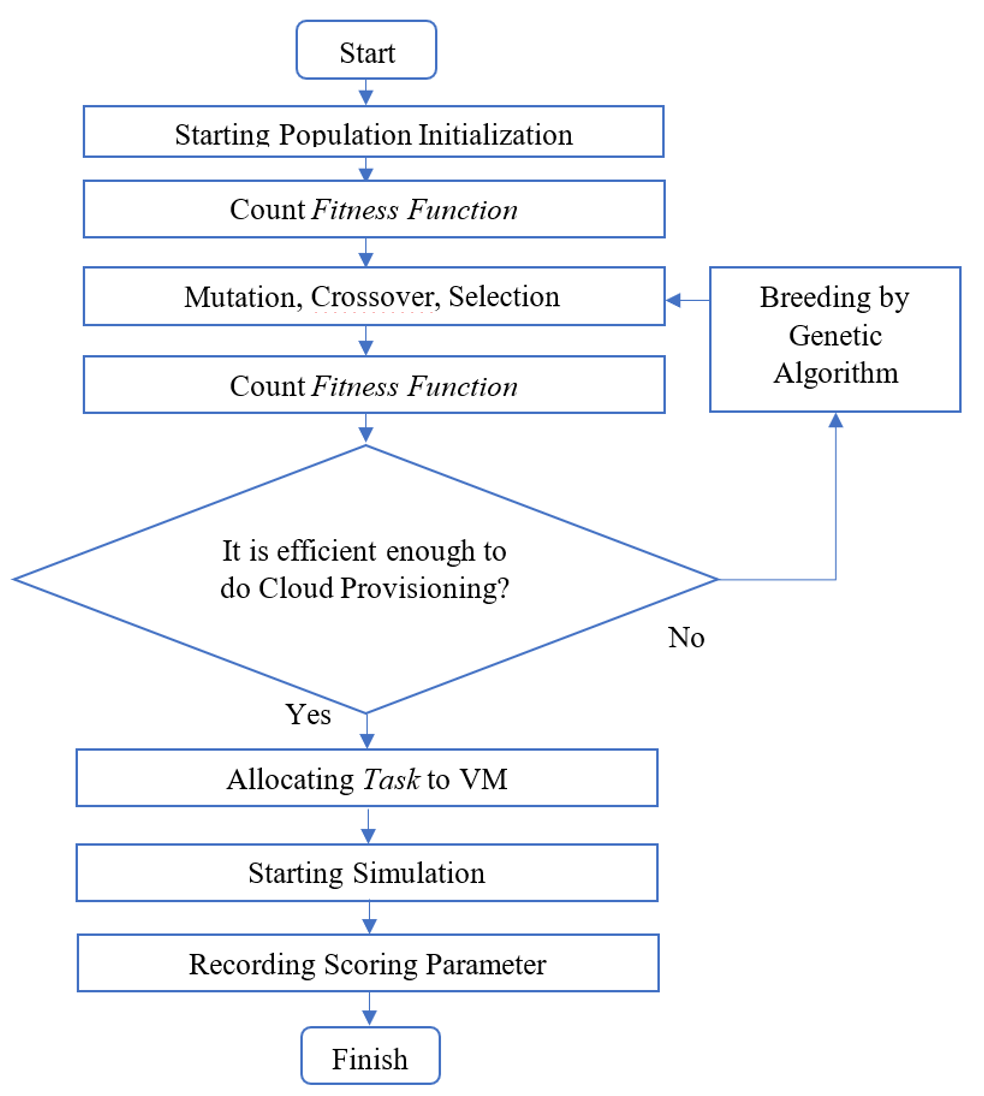 Start
Starting Population Initialization
Count Fitness Function
Mutation, Crossover, Selection
Breeding by
Genetic
Algorithm
Count Fitness Function
It is efficient enough to
do Cloud Provisioning?
No
Yes
Allocating Task to VM
Starting Simulation
Recording Scoring Parameter
Finish